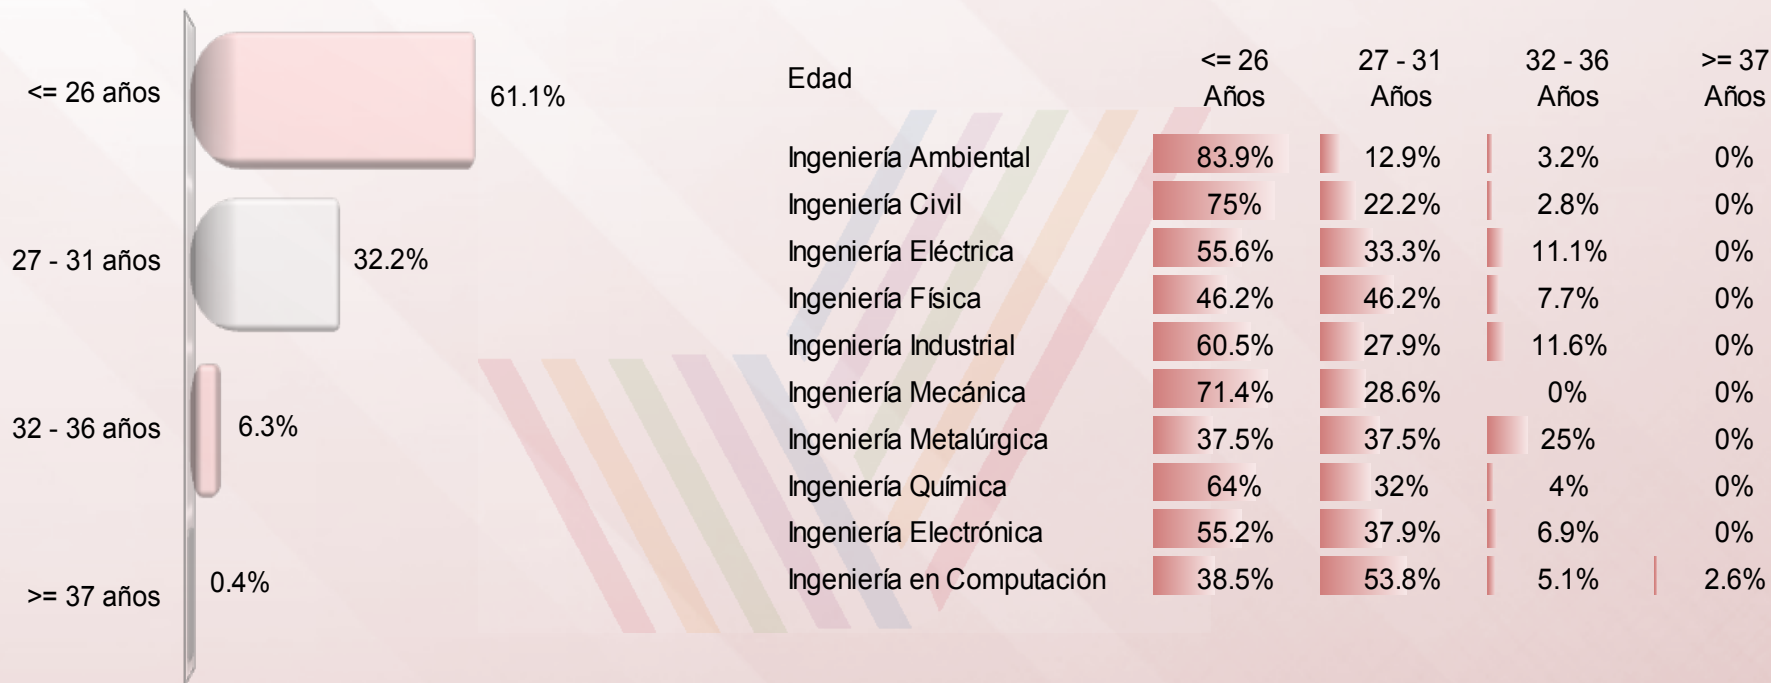 <= 26 años
61.1%
27 - 31 años
32.2%
32 - 36 años
6.3%
>= 37 años
0.4%
Edad <= 26 Años 27 - 31 Años 32 - 36 Años >= 37 Años
Ingeniería Ambiental 83.9% 12.9% 3.2% 0%
Ingeniería Civil 75% 22.2% 2.8% 0%
Ingeniería Eléctrica 55.6% 33.3% 11.1% 0%
Ingeniería Física 46.2% 46.2% 7.7% 0%
Ingeniería Industrial 60.5% 27.9% 11.6% 0%
Ingeniería Mecánica 71.4% 28.6% 0% 0%
Ingeniería Metalúrgica 37.5% 37.5% 25% 0%
Ingeniería Química 64% 32% 4% 0%
Ingeniería Electrónica 55.2% 37.9% 6.9% 0%
Ingeniería en Computación 38.5% 53.8% 5.1% 2.6%